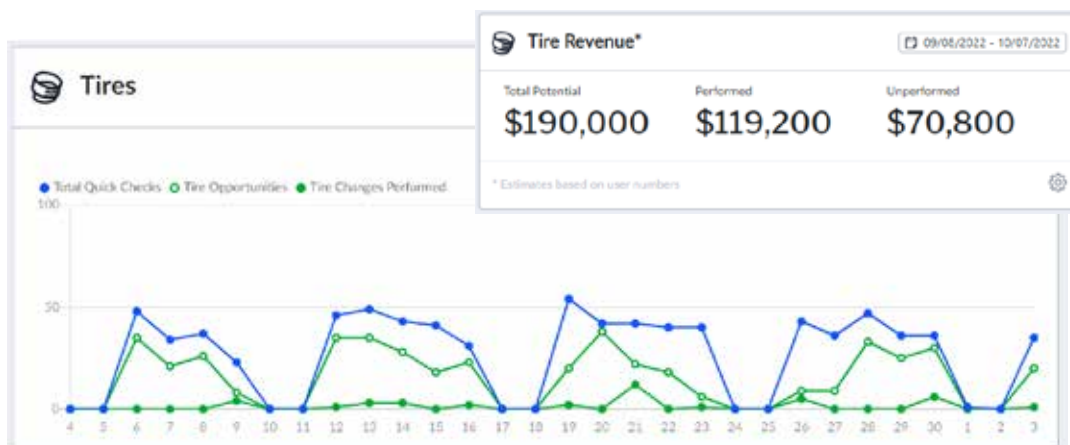 Tire Revenue*
09/08/2022 - 10/07/2022
Total Potential Performed Unperformed
$190,000 $119,200 $70,800
* Estimates based on user numbers
Tires
Total Quick Checks Tire Opportunities Tire Changes Performed
100
50
0
4 5 6 7 8 9 10 11 12 13 14 15 16 17 18 19 20 21 22 23 24 25 26 27 28 29 30 1 2 3